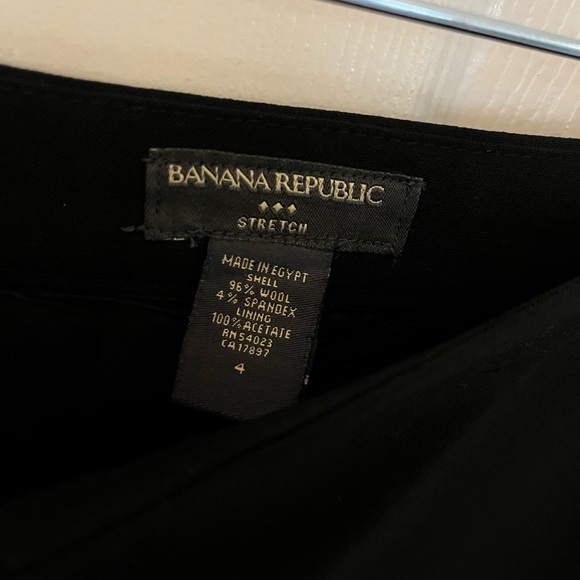 BANANA REPUBLIC
STRETCH
MADE IN EGYPT
SHELL
96% WOOL
4% SPANDEX
LINING
100% ACETATE
RN54023
CA17897
4